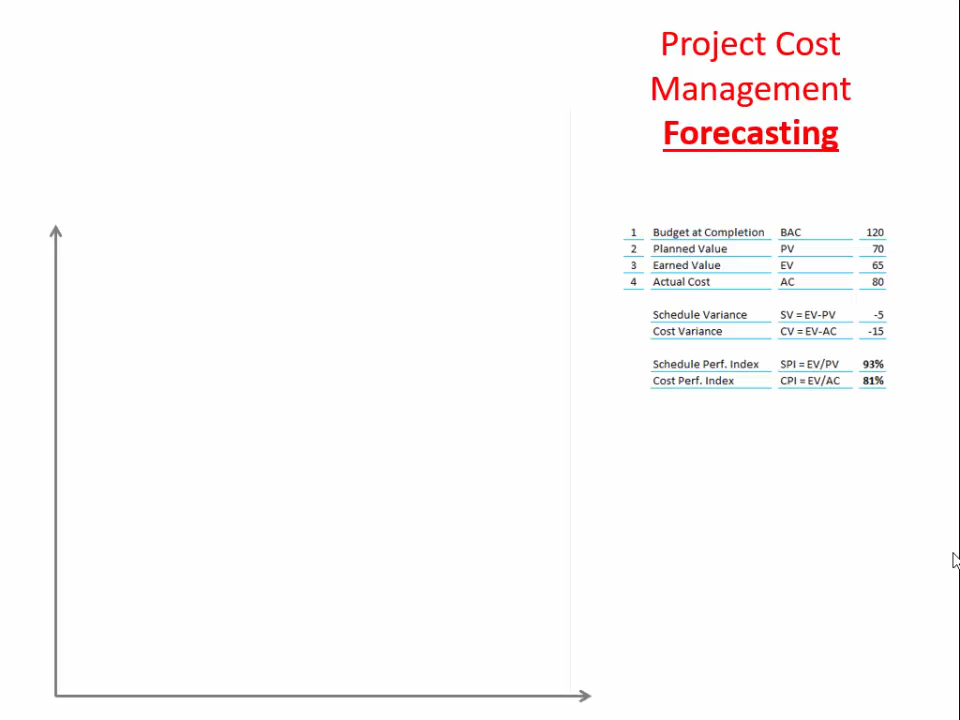 Project Cost
Management
Forecasting
1 Budget at Completion BAC 120
2 Planned Value PV 70
3 Earned Value EV 65
4 Actual Cost AC 80
Schedule Variance SV = EV-PV -5
Cost Variance CV = EV-AC -15
Schedule Perf. Index SPI = EV/PV 93%
Cost Perf. Index CPI = EV/AC 81%